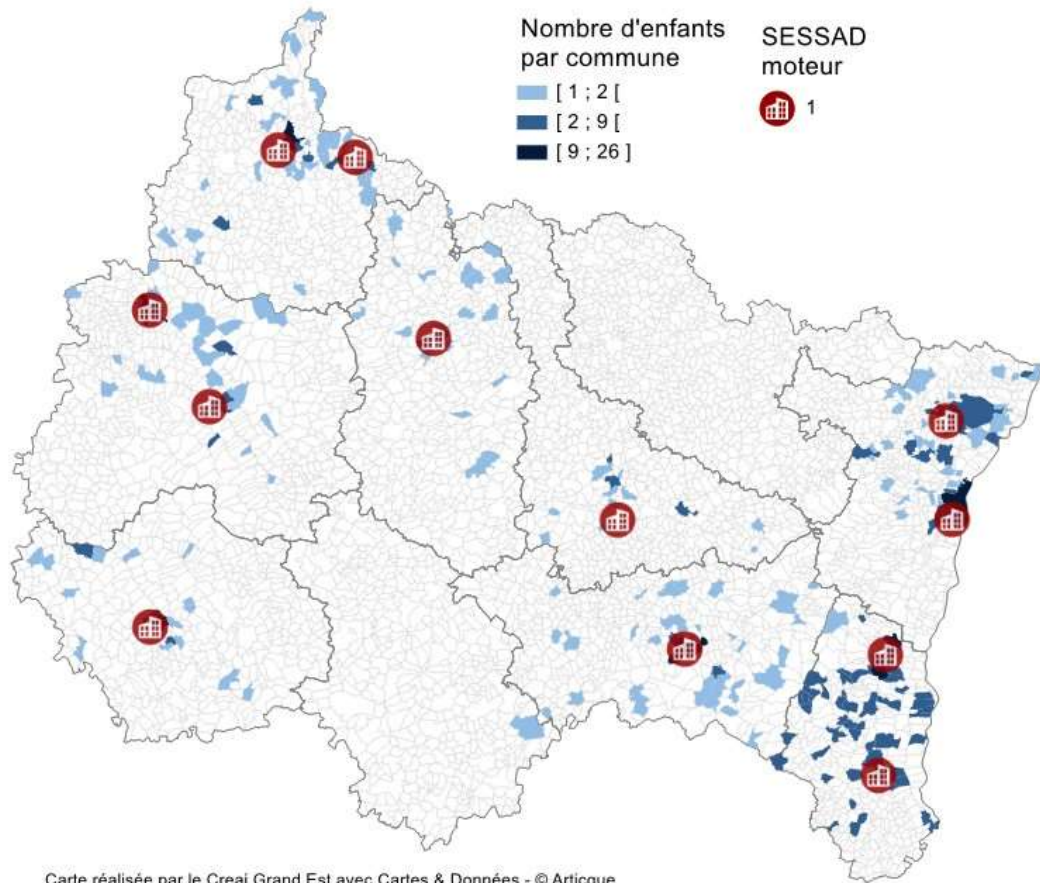 Nombre d'enfants
par commune
[ 1 ; 2 [
[ 2 ; 9 [
[ 9 ; 26 ]
SESSAD
moteur
1
Carte réalisée par le Creai Grand Est avec Cartes & Données - © Articque